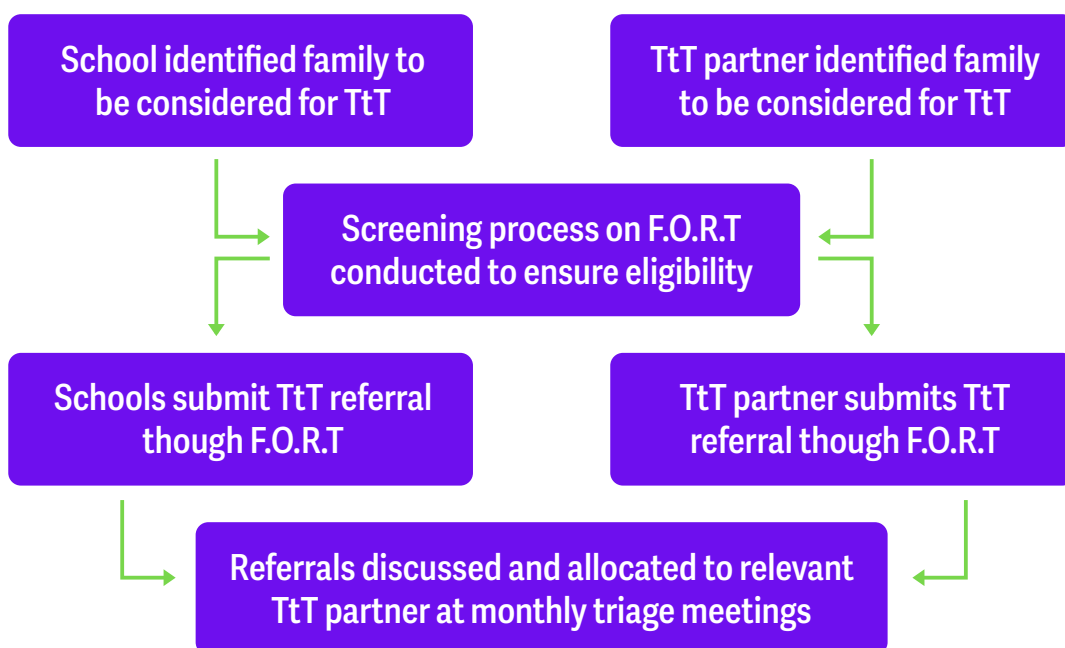 School identified family to
be considered for TtT
TtT partner identified family
to be considered for TtT
Screening process on F.O.R.T
conducted to ensure eligibility
Schools submit TtT referral
though F.O.R.T
TtT partner submits TtT
referral though F.O.R.T
Referrals discussed and allocated to relevant
TtT partner at monthly triage meetings